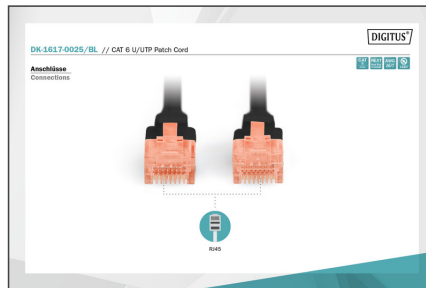 DIGITUS®
DK-1617-0025/BL // CAT 6 U/UTP Patch Cord
Anschlüsse
Connections
RJ45